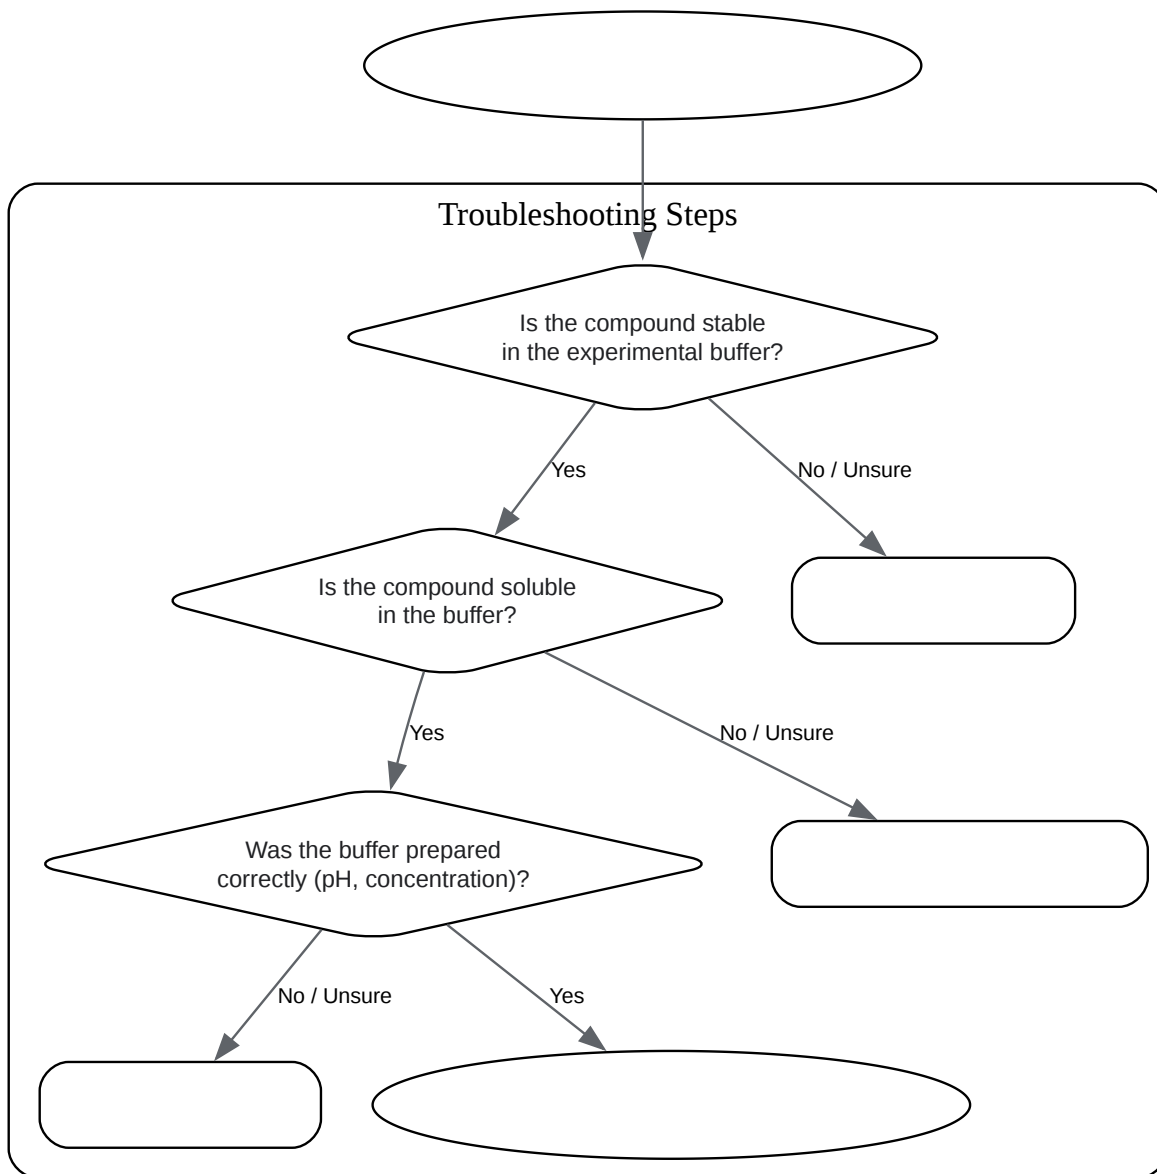 Troubleshooting Steps
Is the compound stable
in the experimental buffer?
Yes
No / Unsure
Is the compound soluble
in the buffer?
Yes
No / Unsure
Was the buffer prepared
correctly (pH, concentration)?
No / Unsure
Yes